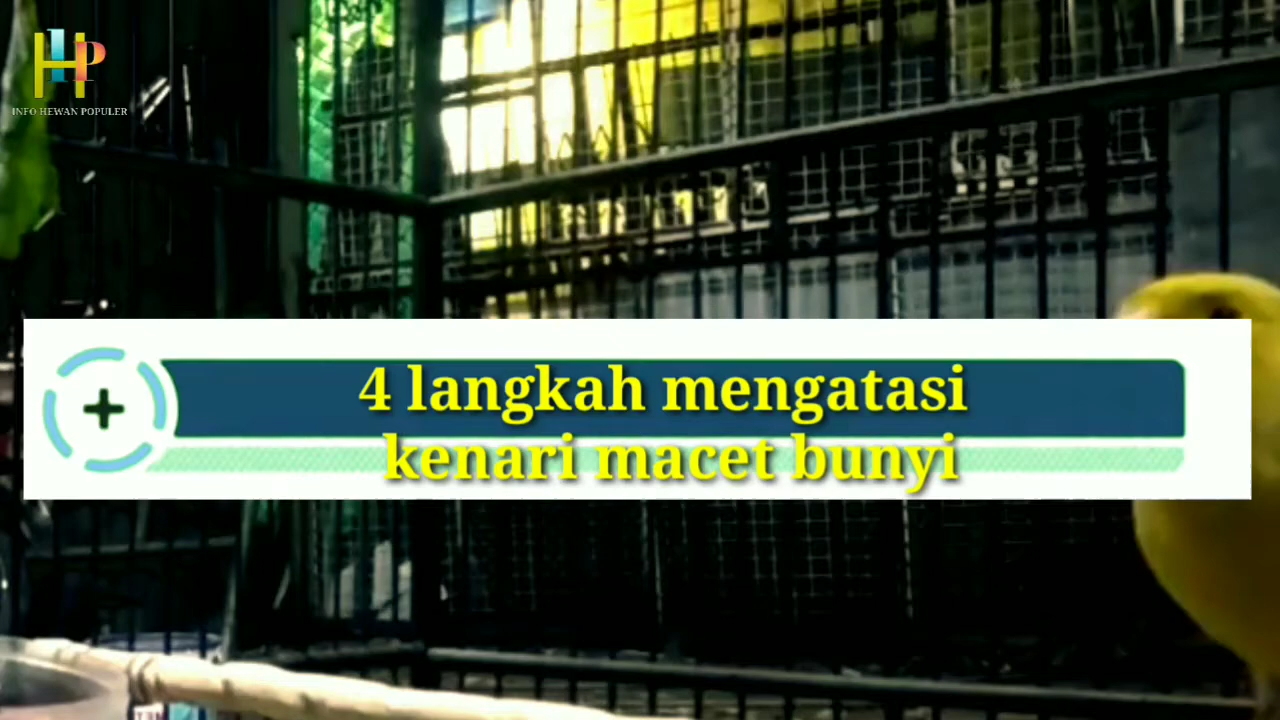 HP
INFO HEWAN POPULER
4 langkah mengatasi
kenari macet bunyi